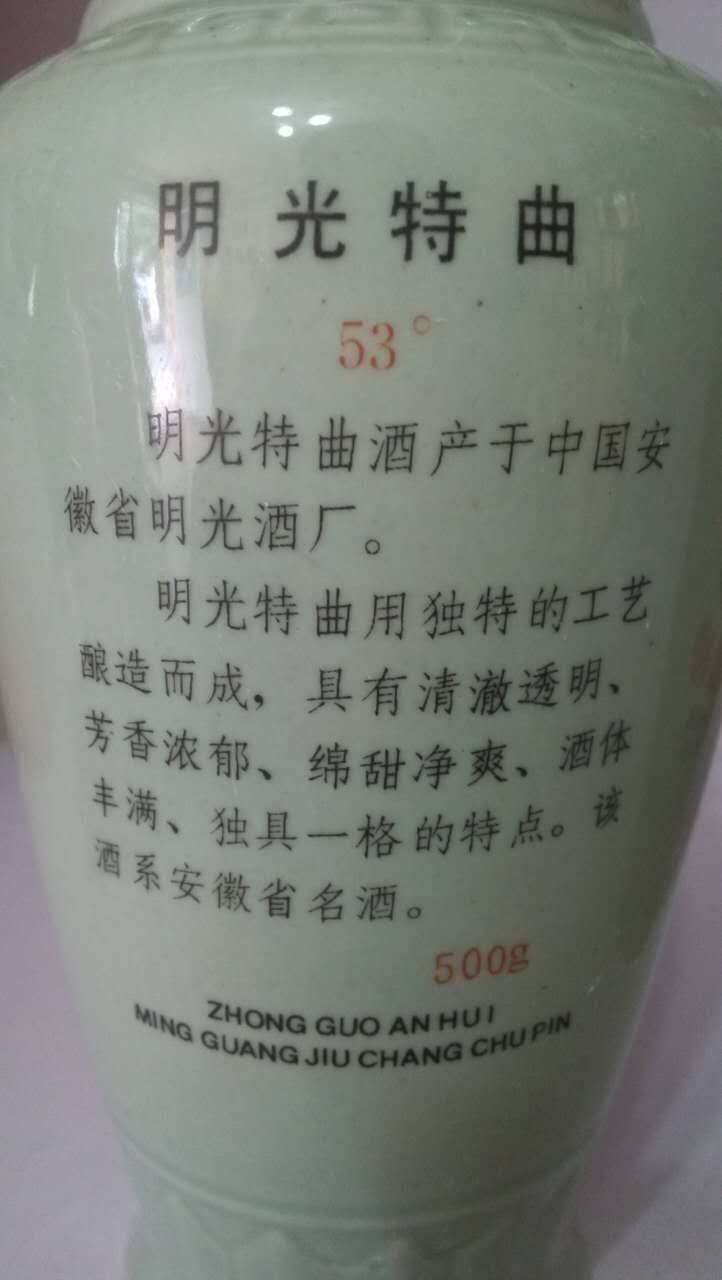 明光特曲
53°
明光特曲酒产于中国安
徽省明光酒厂。
明光特曲用独特的工艺
酿造而成，具有清澈透明、
芳香浓郁、绵甜净爽、酒体
丰满、独具一格的特点。该
酒系安徽省名酒。
500g
ZHONG GUO AN HUI
MING GUANG JIU CHANG CHU PIN